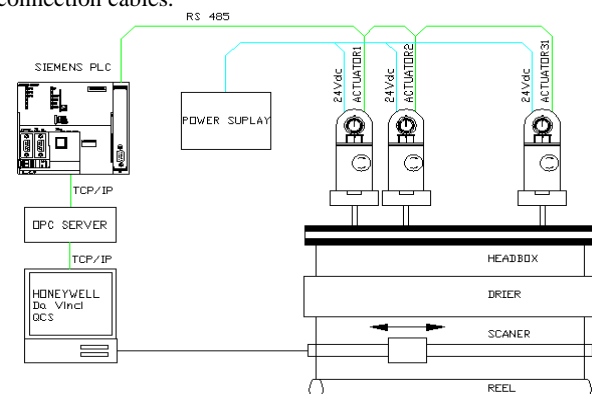 connection cables.
RS 485
SIEMENS PLC
24Vdc
ACTUATOR1
24Vdc
ACTUATOR2
24Vdc
ACTUATOR31
POWER SUPLAY
TCP/IP
OPC SERVER
TCP/IP
HONEYWELL
Da Vinci
QCS
HEADBOX
DRIER
SCANER
REEL